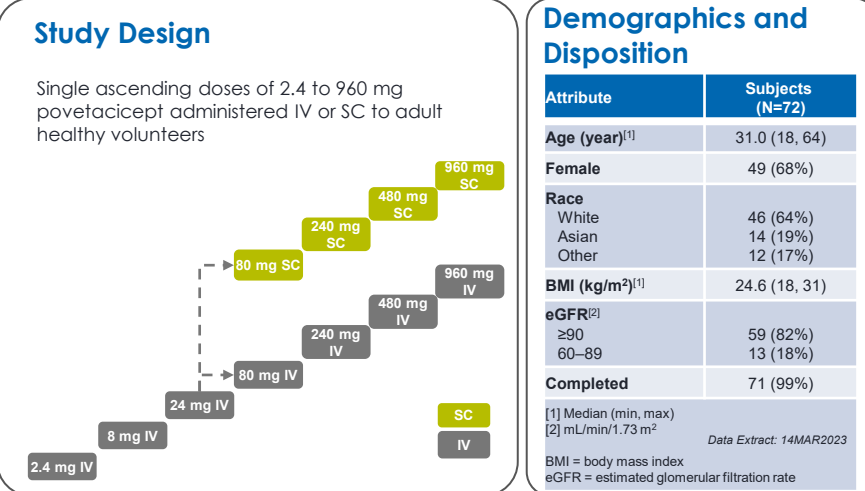 Study Design
Single ascending doses of 2.4 to 960 mg
povetacicept administered IV or SC to adult
healthy volunteers
960 mg
SC
480 mg
SC
240 mg
SC
80 mg SC
960 mg
IV
480 mg
IV
240 mg
IV
80 mg IV
24 mg IV
8 mg IV
2.4 mg IV
SC
IV
Demographics and
Disposition
Attribute Subjects
(N=72)
Age (year)[1] 31.0 (18, 64)
Female 49 (68%)
Race
White 46 (64%)
Asian 14 (19%)
Other 12 (17%)
BMI (kg/m²)[1] 24.6 (18, 31)
eGFR[2]
≥90 59 (82%)
60–89 13 (18%)
Completed 71 (99%)
[1] Median (min, max)
[2] mL/min/1.73 m²
Data Extract: 14MAR2023
BMI = body mass index
eGFR = estimated glomerular filtration rate